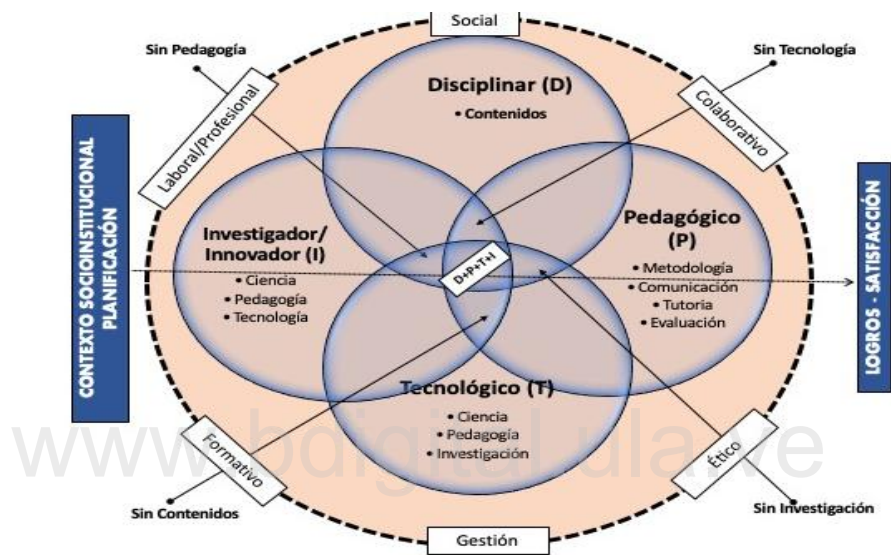 Social
Sin Pedagogía
Sin Tecnología
Disciplinar (D)
• Contenidos
Laboral/Profesional
Colaborativo
CONTEXTO SOCIOINSTITUCIONAL
PLANIFICACIÓN
Investigador/
Innovador (I)
• Ciencia
• Pedagogía
• Tecnología
D+P+T+I
Pedagógico
(P)
• Metodología
• Comunicación
• Tutoria
• Evaluación
LOGROS - SATISFACCIÓN
Tecnológico (T)
• Ciencia
• Pedagogía
• Investigación
www.bdigital.ula.ve
Formativo
Ético
Sin Contenidos
Sin Investigación
Gestión